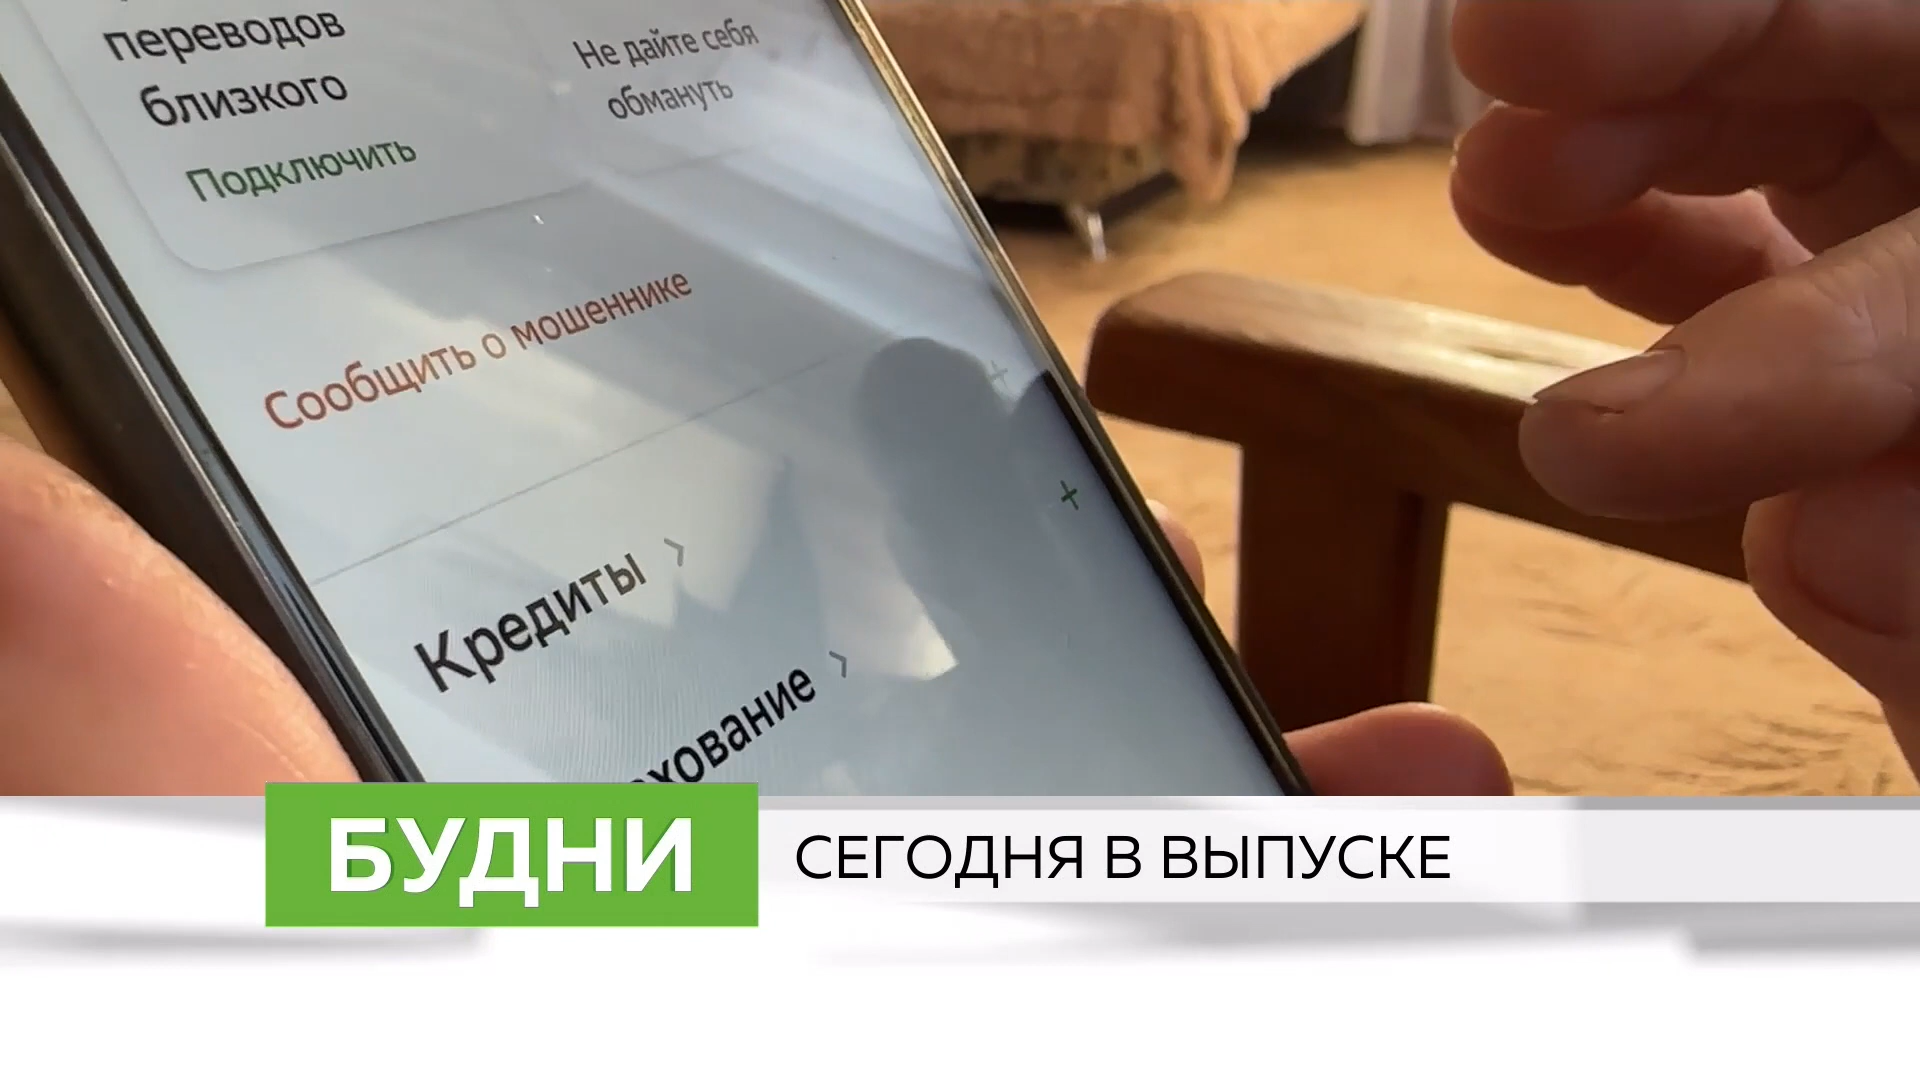 переводов
близкого
Подключить
Не дайте себя
обмануть
Сообщить о мошеннике
Кредиты
БУДНИ
СЕГОДНЯ В ВЫПУСКЕ